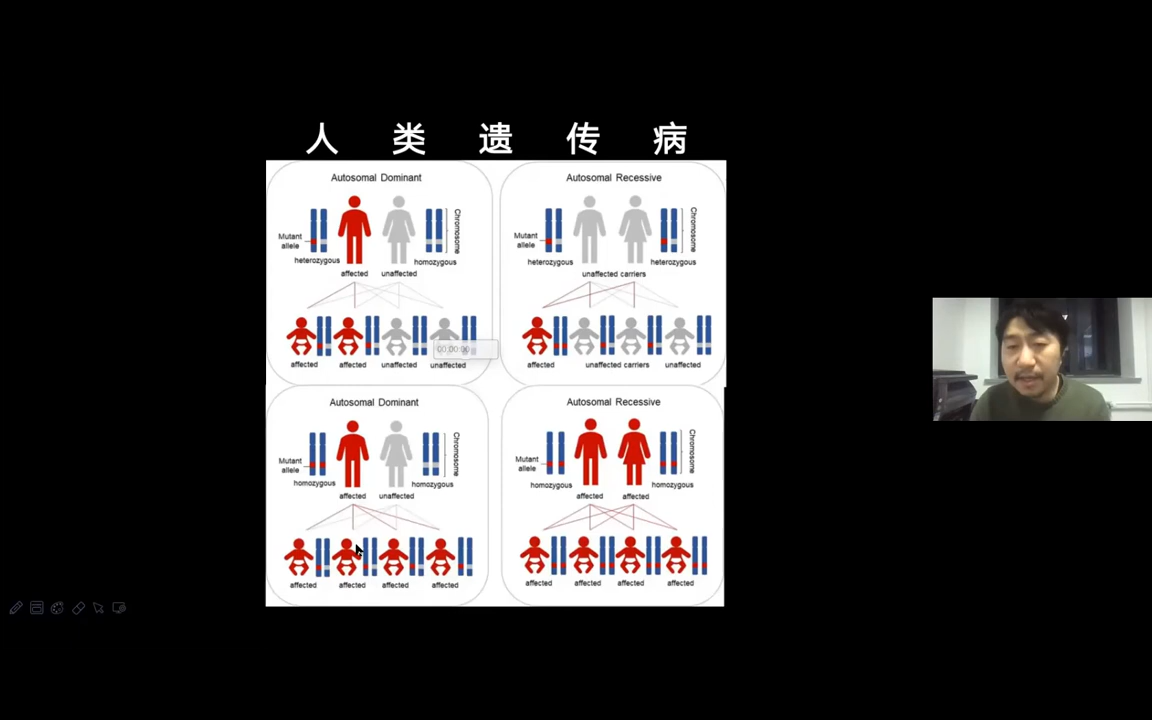 人 类 遗 传 病
Autosomal Dominant
Mutant
allele
heterozygous
Chromosome
homozygous
affected
unaffected
affected
affected
unaffected
unaffected
00:00:00
Autosomal Recessive
Mutant
allele
heterozygous
Chromosome
heterozygous
unaffected carriers
affected
unaffected carriers
unaffected
Autosomal Dominant
Mutant
allele
homozygous
Chromosome
homozygous
affected
unaffected
affected
affected
affected
affected
Autosomal Recessive
Mutant
allele
homozygous
Chromosome
homozygous
affected
affected
affected
affected
affected
affected